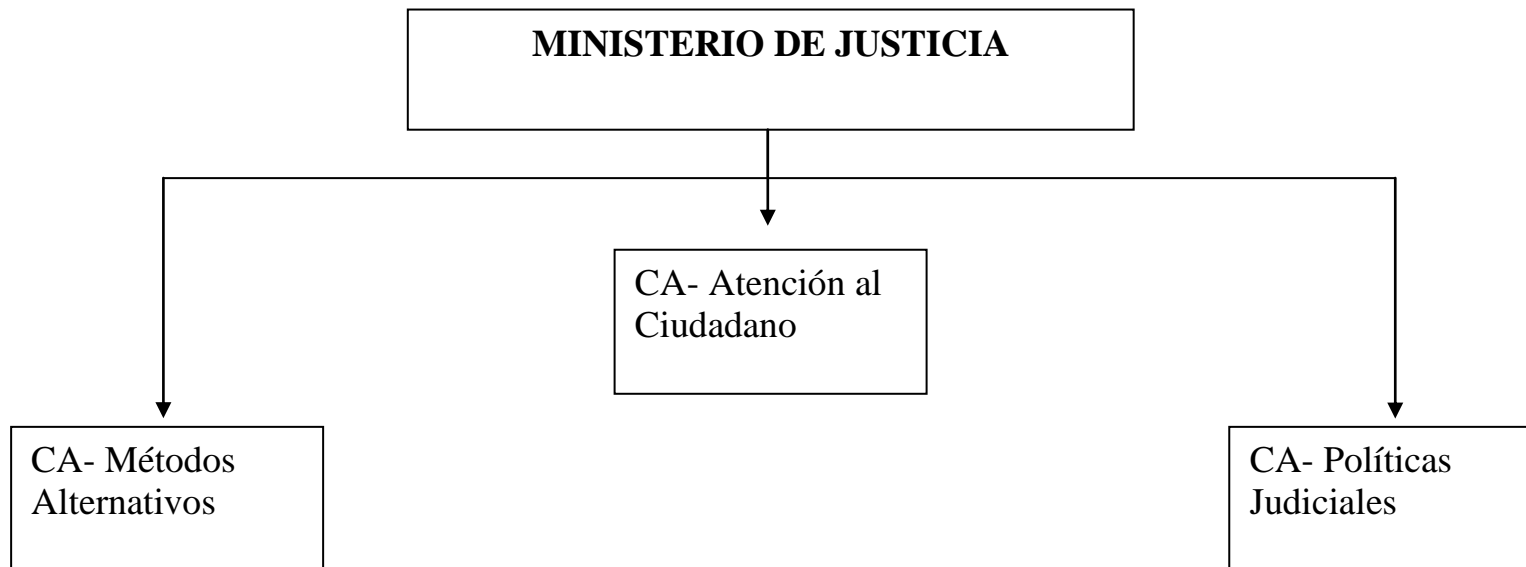 MINISTERIO DE JUSTICIA
CA- Atención al
Ciudadano
CA- Métodos
Alternativos
CA- Políticas
Judiciales